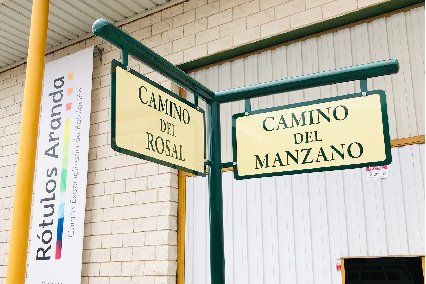 Rótulos Aranda
CAMINO
DEL
ROSAL
CAMINO
DEL
MANZANO